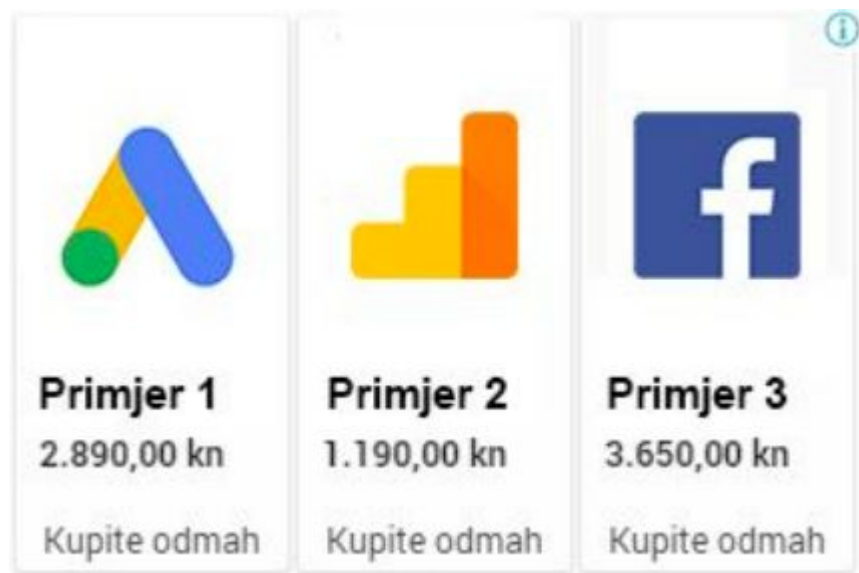 Primjer 1
2.890,00 kn
Kupite odmah
Primjer 2
1.190,00 kn
Kupite odmah
Primjer 3
3.650,00 kn
Kupite odmah